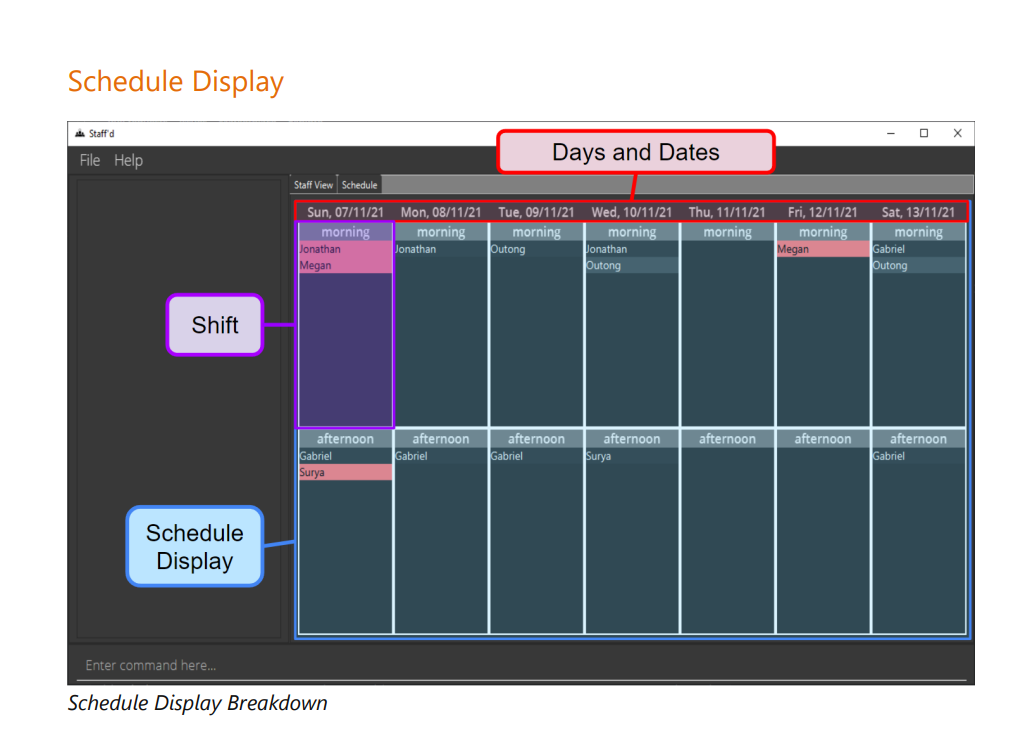 Schedule Display
Staff'd
Days and Dates
File Help
Staff View Schedule
Sun, 07/11/21 Mon, 08/11/21 Tue, 09/11/21 Wed, 10/11/21 Thu, 11/11/21 Fri, 12/11/21 Sat, 13/11/21
morning morning morning morning morning morning morning
Jonathan Jonathan Outong Jonathan Megan Gabriel
Megan Outong Outong
Shift
afternoon afternoon afternoon afternoon afternoon afternoon afternoon
Gabriel Gabriel Gabriel Surya Gabriel
Surya
Schedule
Display
Enter command here...
Schedule Display Breakdown